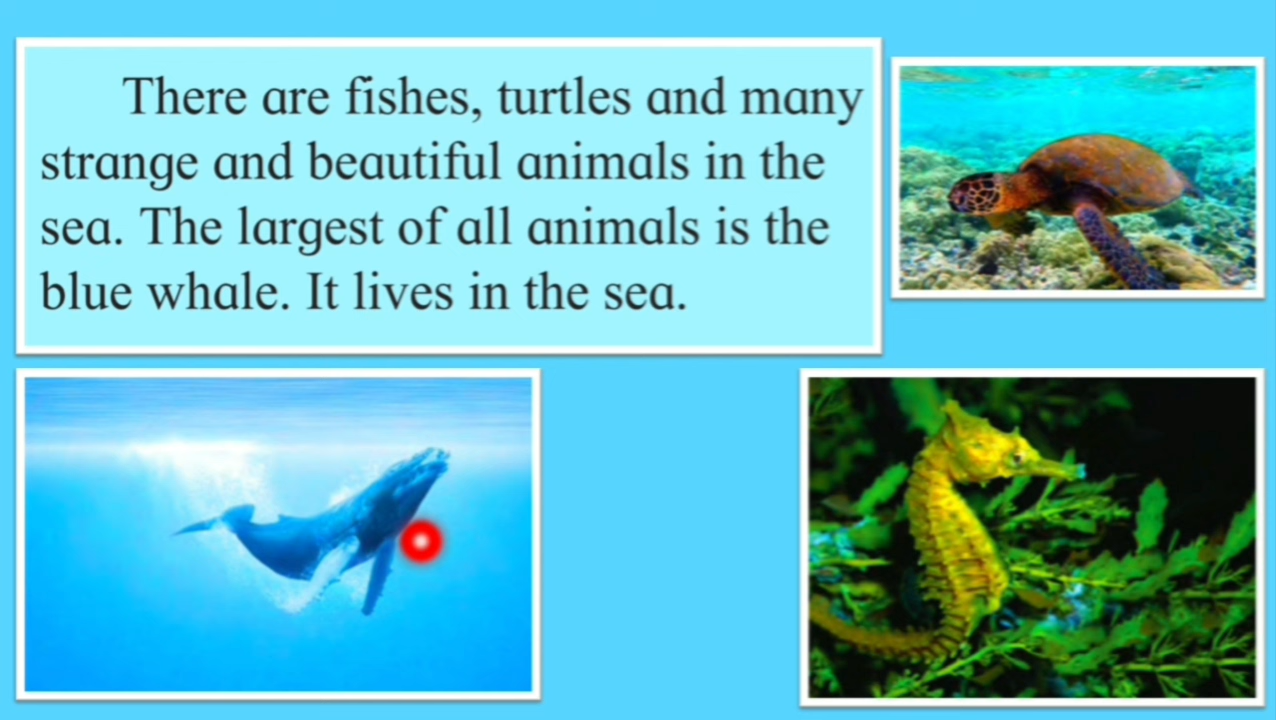 There are fishes, turtles and many
strange and beautiful animals in the
sea. The largest of all animals is the
blue whale. It lives in the sea.